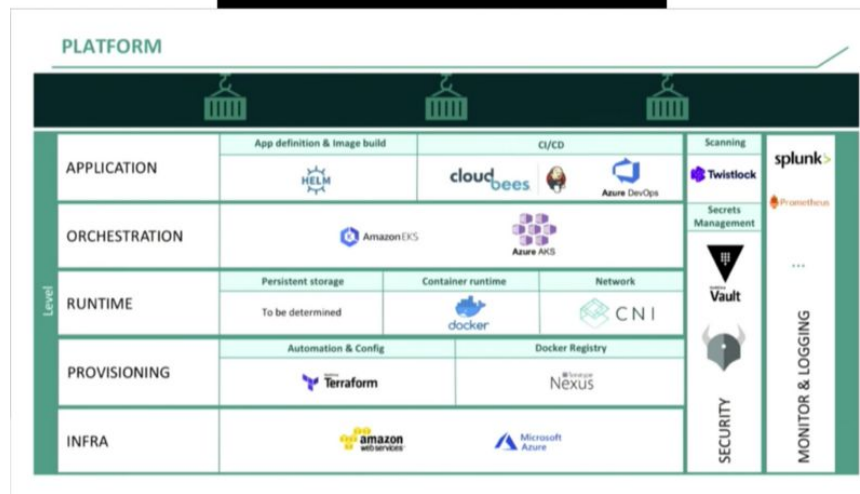 PLATFORM
Level
APPLICATION
App definition & Image build
HELM
CI/CD
cloudbees
Azure DevOps
ORCHESTRATION
Amazon EKS
Azure AKS
RUNTIME
Persistent storage
To be determined
Container runtime
docker
Network
CNI
PROVISIONING
Automation & Config
Terraform
Docker Registry
Nexus
INFRA
amazon
webservices
Microsoft
Azure
Scanning
Twistlock
Secrets
Management
Vault
SECURITY
splunk>
Prometheus
...
MONITOR & LOGGING